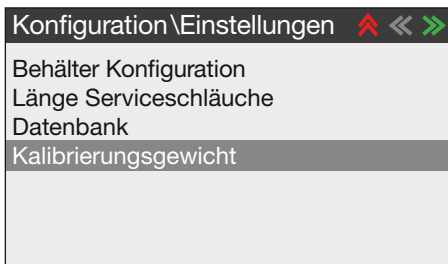 Konfiguration\Einstellungen
Behälter Konfiguration
Länge Serviceschläuche
Datenbank
Kalibrierungsgewicht